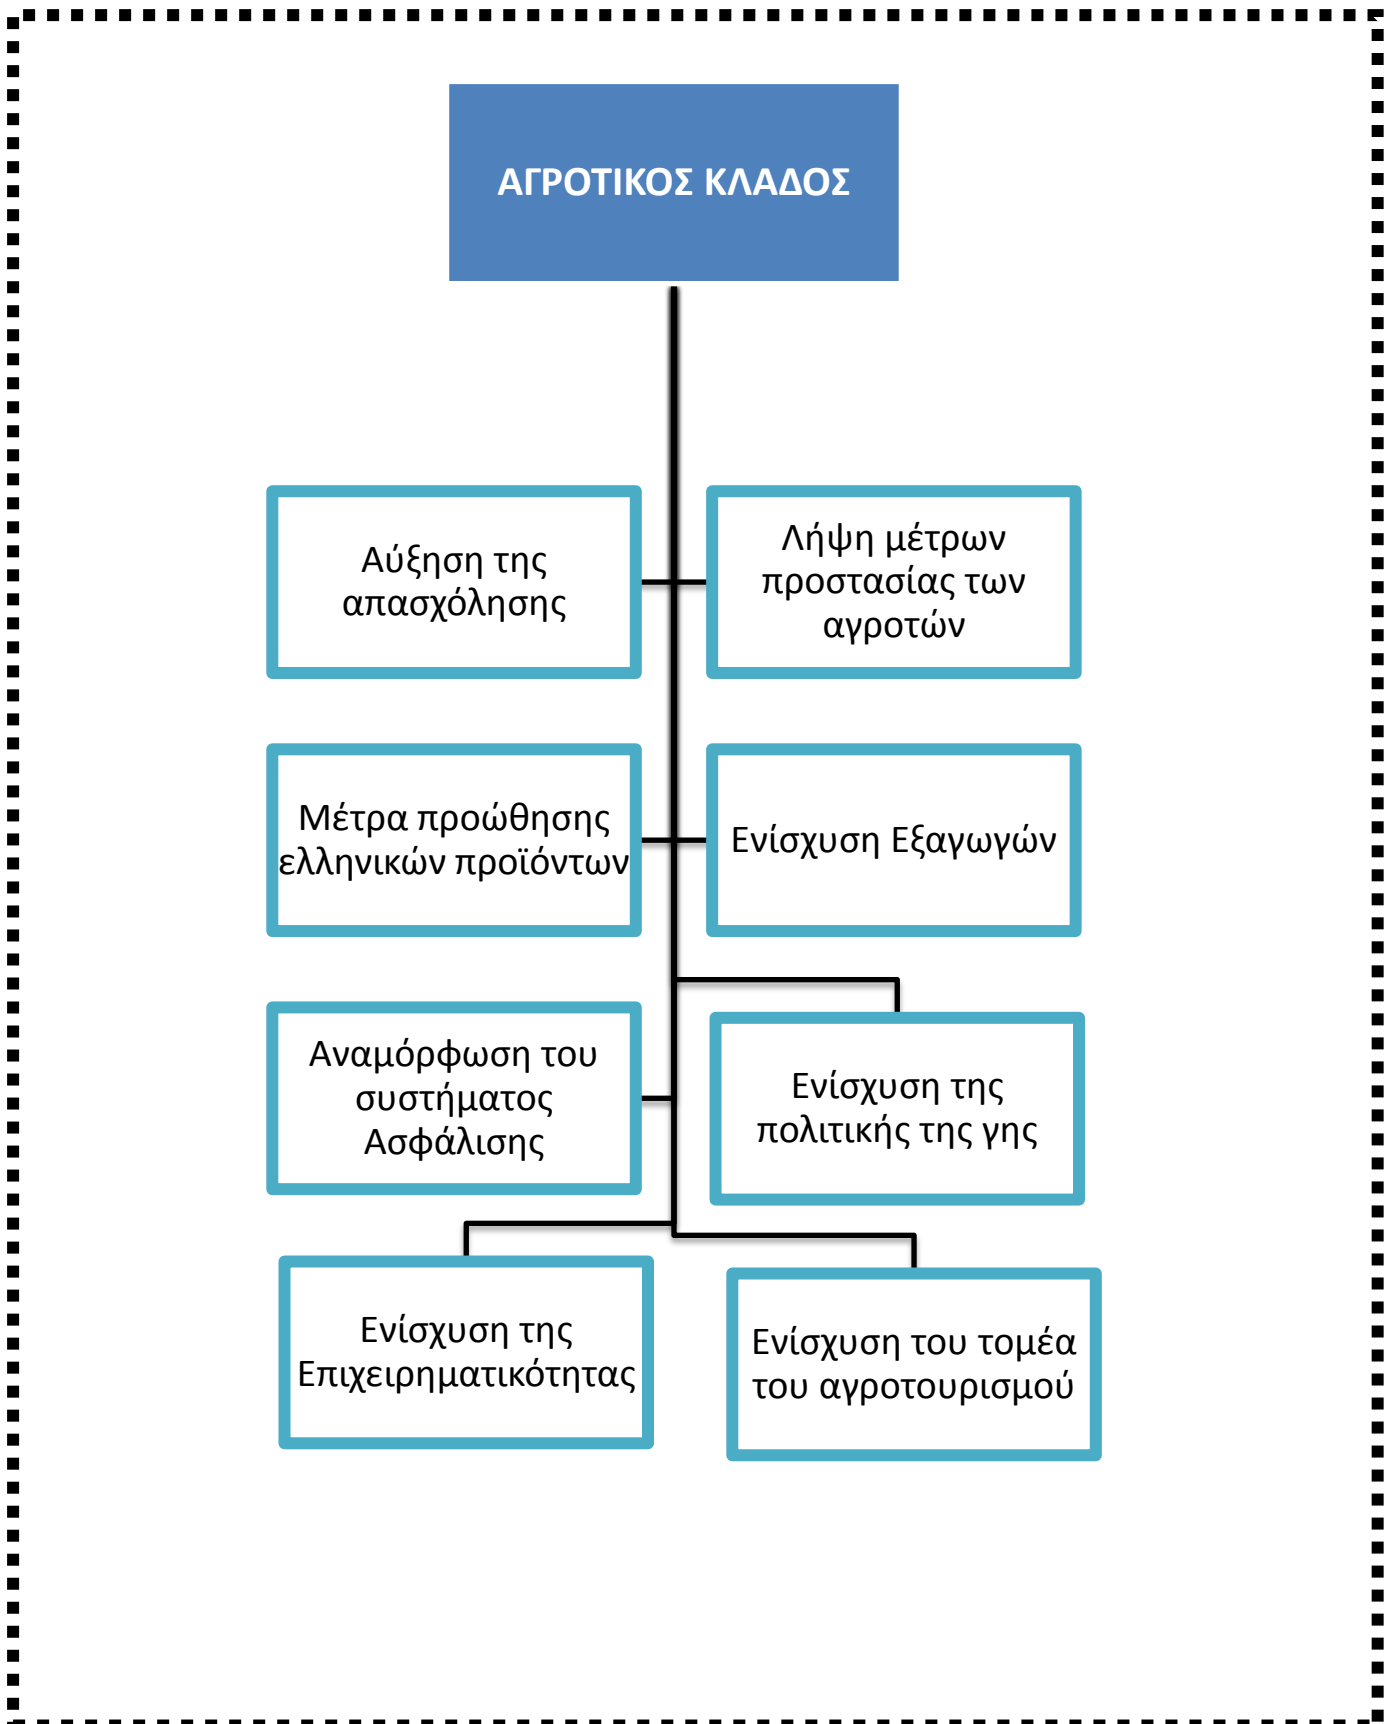 ΑΓΡΟΤΙΚΟΣ ΚΛΑΔΟΣ
Αύξηση της
απασχόλησης
Λήψη μέτρων
προστασίας των
αγροτών
Μέτρα προώθησης
ελληνικών προϊόντων
Ενίσχυση Εξαγωγών
Αναμόρφωση του
συστήματος
Ασφάλισης
Ενίσχυση της
πολιτικής της γης
Ενίσχυση της
Επιχειρηματικότητας
Ενίσχυση του τομέα
του αγροτουρισμού